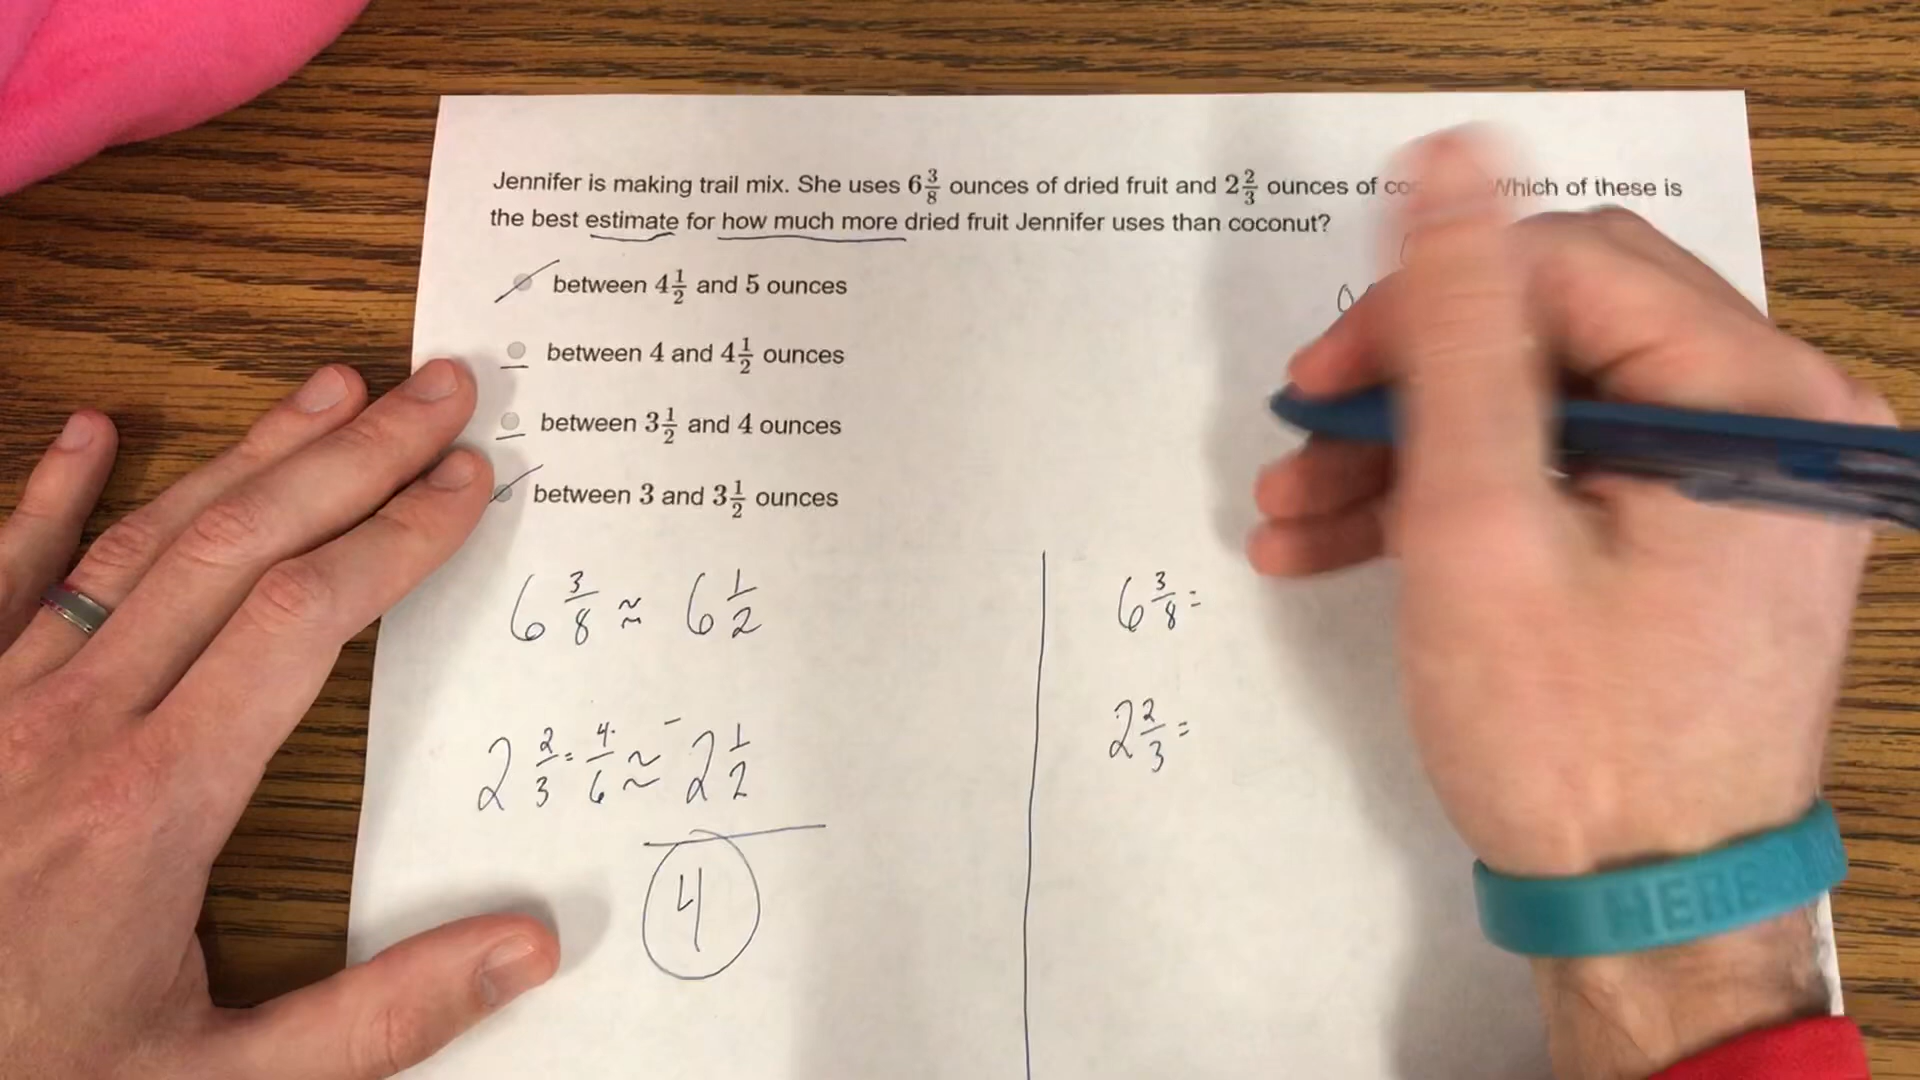 Jennifer is making trail mix. She uses 6 3/8 ounces of dried fruit and 2 2/3 ounces of Which of these is
the best estimate for how much more dried fruit Jennifer uses than coconut?
between 4 1/2 and 5 ounces
between 4 and 4 1/2 ounces
between 3 1/2 and 4 ounces
between 3 and 3 1/2 ounces
6 3/8 ≈ 6 1/2
2 2/3 = 4/6 ≈ - 2 1/2
4
6 3/8 =
2 2/3 =
HERE